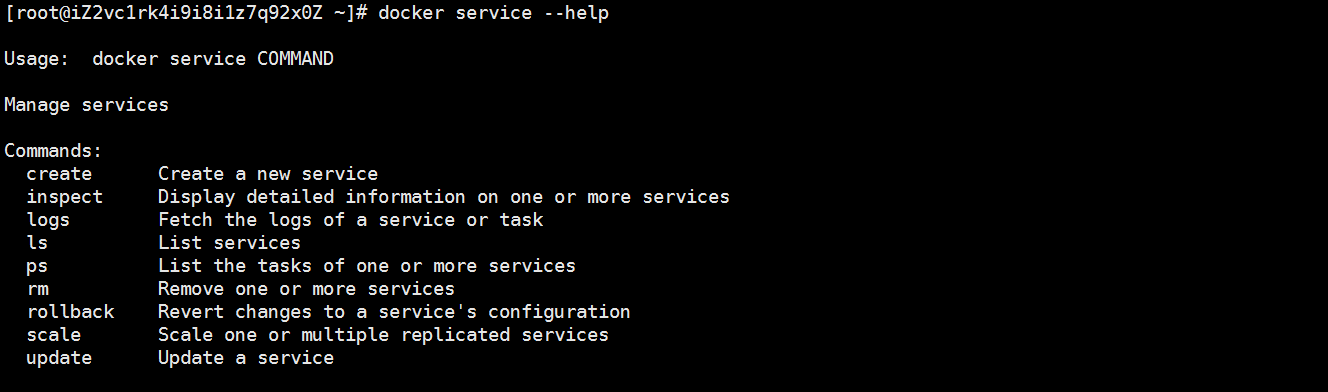 [root@iZ2vc1rk4i9i8i1z7q92x0Z ~]# docker service --help
Usage:  docker service COMMAND
Manage services
Commands:
  create      Create a new service
  inspect     Display detailed information on one or more services
  logs        Fetch the logs of a service or task
  ls          List services
  ps          List the tasks of one or more services
  rm          Remove one or more services
  rollback    Revert changes to a service's configuration
  scale       Scale one or multiple replicated services
  update      Update a service